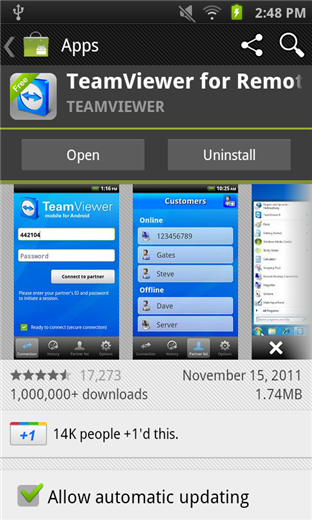 2:48 PM
Apps
Free
TeamViewer for Remot
TEAMVIEWER
Open
Uninstall
1:16 PM
TeamViewer
mobile for Android
442104
Password
Connect to partner
Please enter your partner's ID and password
to initiate a session.
Ready to connect (secure connection)
Connection
History
Partner list
Options
10:25 AM
Customers
Online
123456789
Gates
Steve
Offline
Dave
Server
Connection
History
Partner list
Options
17,273
November 15, 2011
1,000,000+ downloads
1.74MB
+1
14K people +1'd this.
Allow automatic updating